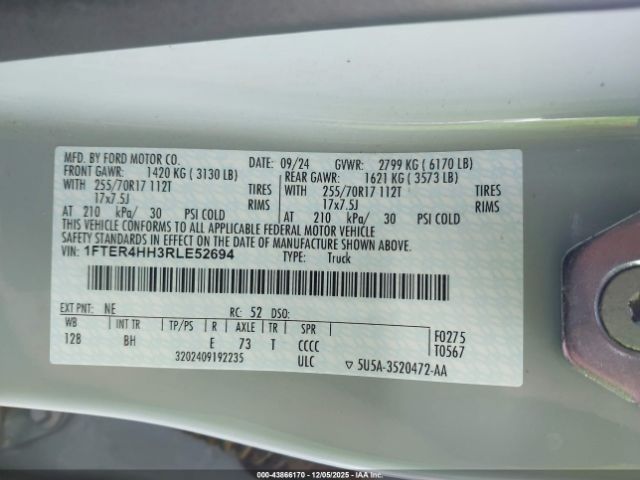 MFD. BY FORD MOTOR CO. DATE: 09/24 GVWR: 2799 KG ( 6170 LB)
FRONT GAWR: 1420 KG ( 3130 LB) REAR GAWR: 1621 KG ( 3573 LB)
WITH 255/70R17 112T TIRES WITH 255/70R17 112T TIRES
17x7.5J RIMS 17x7.5J RIMS
AT 210 kPa/ 30 PSI COLD AT 210 kPa/ 30 PSI COLD
THIS VEHICLE CONFORMS TO ALL APPLICABLE FEDERAL MOTOR VEHICLE
SAFETY STANDARDS IN EFFECT ON THE DATE OF MANUFACTURE SHOWN ABOVE.
VIN: 1FTER4HH3RLE52694 TYPE: Truck
EXT PNT: NE RC: 52 DSO:
WB INT TR TP/PS R AXLE TR SPR F0275
12B BH E 73 T CCCC T0567
3202409192235 ULC ▽ 5U5A-3520472-AA
000-43866170 | 12/05/2025 | IAA Inc.